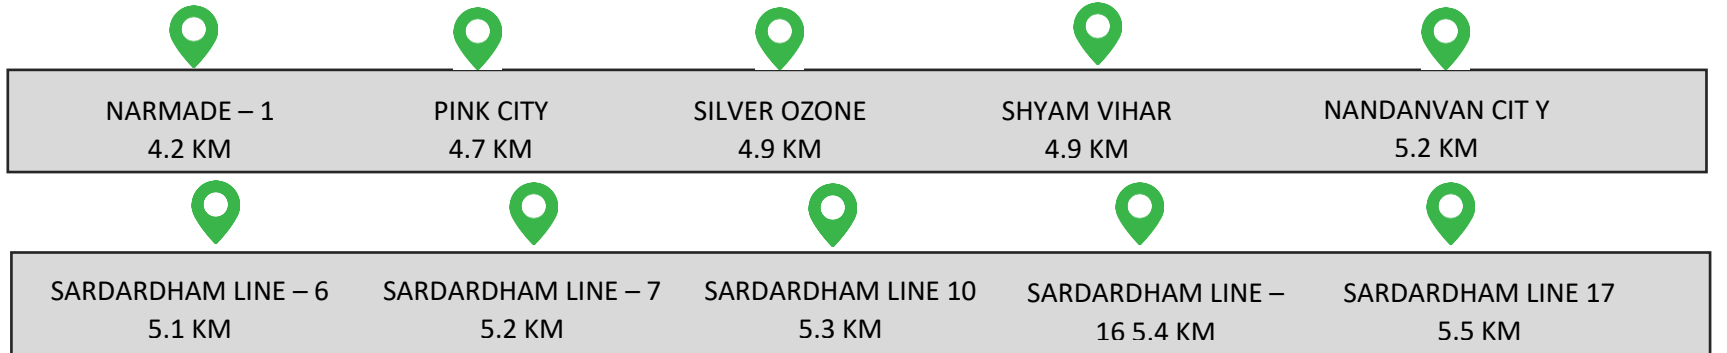 NARMADE – 1 PINK CITY SILVER OZONE SHYAM VIHAR NANDANVAN CIT Y
4.2 KM 4.7 KM 4.9 KM 4.9 KM 5.2 KM
SARDARDHAM LINE – 6 SARDARDHAM LINE – 7 SARDARDHAM LINE 10 SARDARDHAM LINE – SARDARDHAM LINE 17
5.1 KM 5.2 KM 5.3 KM 16 5.4 KM 5.5 KM